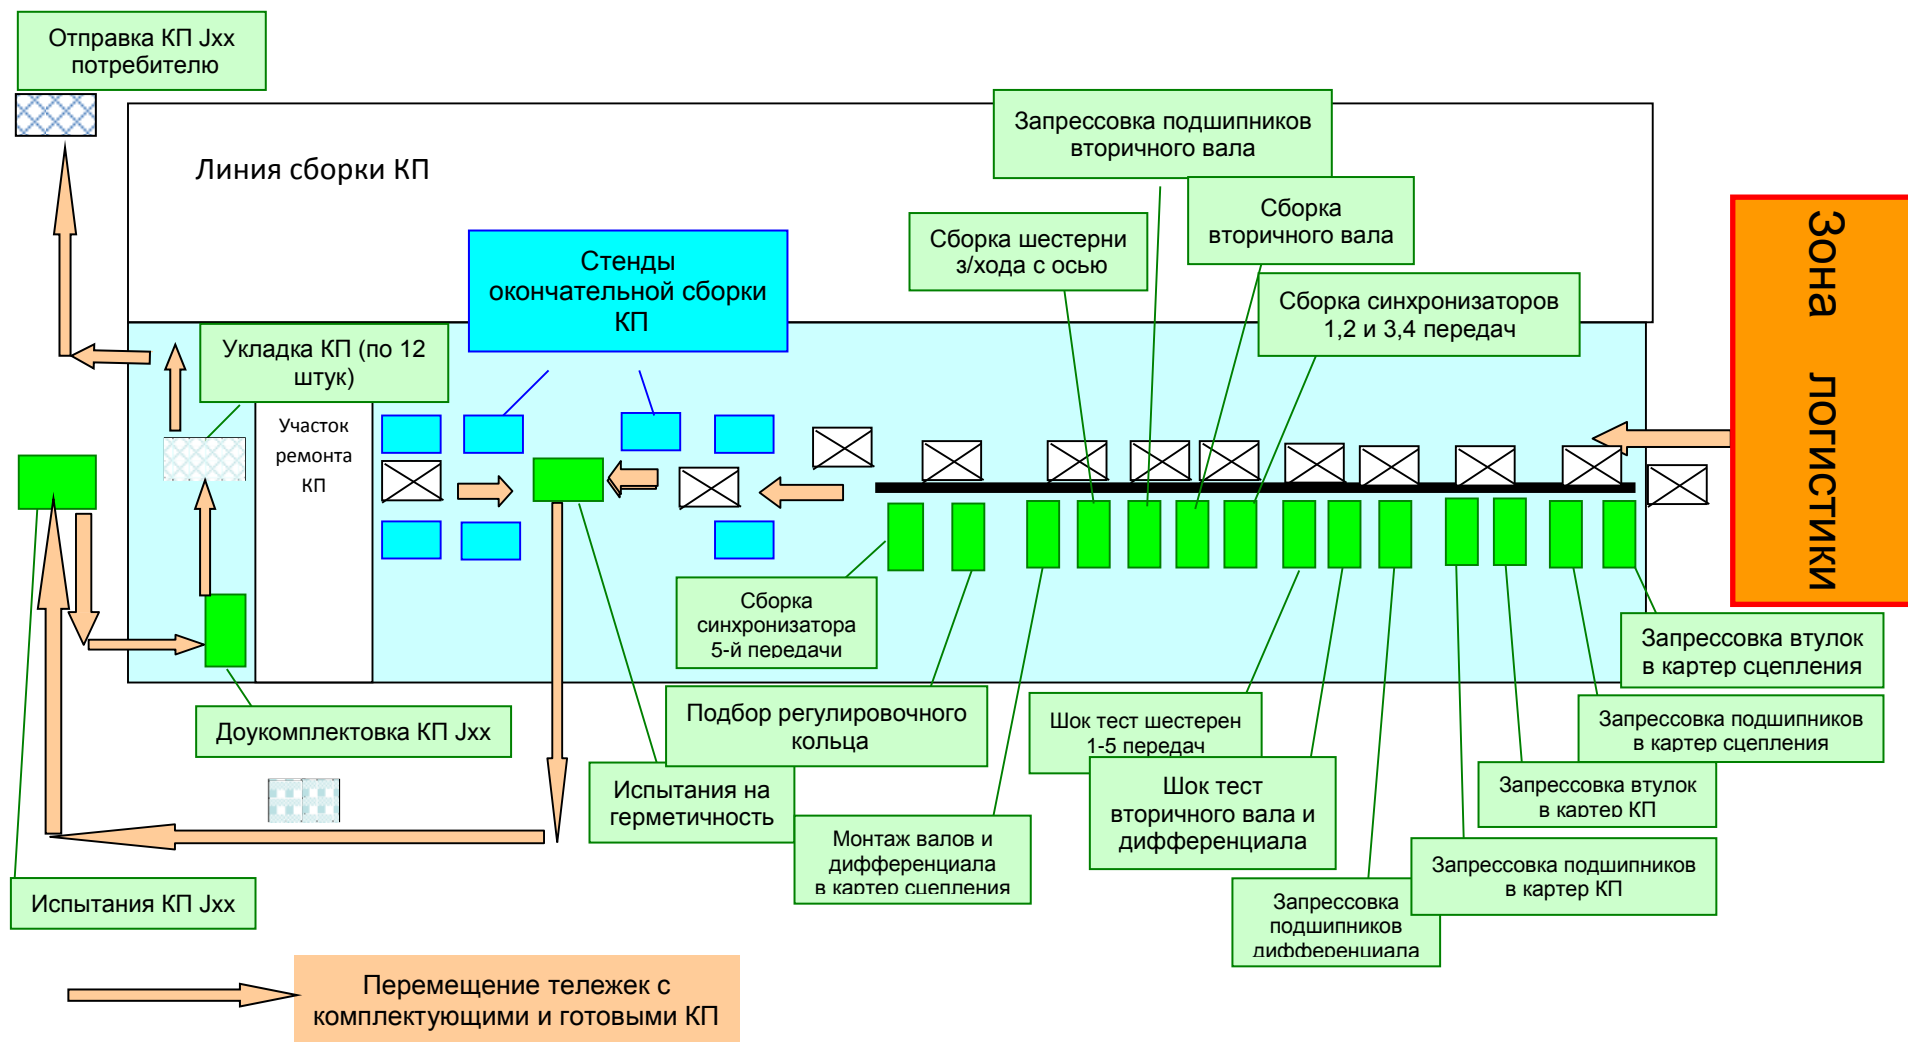 Отправка КП Jxx
потребителю
Линия сборки КП
Запрессовка подшипников
вторичного вала
Сборка
вторичного вала
Сборка шестерни
з/хода с осью
Сборка синхронизаторов
1,2 и 3,4 передач
Стенды
окончательной сборки
КП
Зона логистики
Укладка КП (по 12
штук)
Участок
ремонта
КП
Сборка
синхронизатора
5-й передачи
Запрессовка втулок
в картер сцепления
Подбор регулировочного
кольца
Доукомплектовка КП Jxx
Шок тест шестерен
1-5 передач
Запрессовка подшипников
в картер сцепления
Испытания на
герметичность
Шок тест
вторичного вала и
дифференциала
Запрессовка втулок
в картер КП
Монтаж валов и
дифференциала
в картер сцепления
Запрессовка подшипников
в картер КП
Испытания КП Jxx
Запрессовка
подшипников
дифференциала
Перемещение тележек с
комплектующими и готовыми КП